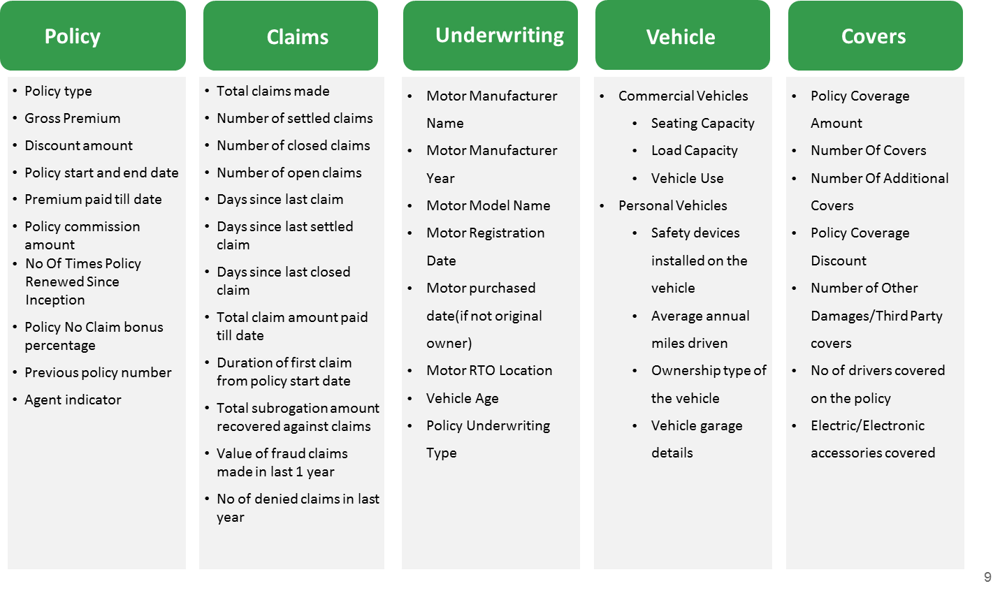 Policy
Claims
Underwriting
Vehicle
Covers
• Policy type
• Gross Premium
• Discount amount
• Policy start and end date
• Premium paid till date
• Policy commission
amount
• No Of Times Policy
Renewed Since
Inception
• Policy No Claim bonus
percentage
• Previous policy number
• Agent indicator
• Total claims made
• Number of settled claims
• Number of closed claims
• Number of open claims
• Days since last claim
• Days since last settled
claim
• Days since last closed
claim
• Total claim amount paid
till date
• Duration of first claim
from policy start date
• Total subrogation amount
recovered against claims
• Value of fraud claims
made in last 1 year
• No of denied claims in last
year
• Motor Manufacturer
Name
• Motor Manufacturer
Year
• Motor Model Name
• Motor Registration
Date
• Motor purchased
date(if not original
owner)
• Motor RTO Location
• Vehicle Age
• Policy Underwriting
Type
• Commercial Vehicles
• Seating Capacity
• Load Capacity
• Vehicle Use
• Personal Vehicles
• Safety devices
installed on the
vehicle
• Average annual
miles driven
• Ownership type of
the vehicle
• Vehicle garage
details
• Policy Coverage
Amount
• Number Of Covers
• Number Of Additional
Covers
• Policy Coverage
Discount
• Number of Other
Damages/Third Party
covers
• No of drivers covered
on the policy
• Electric/Electronic
accessories covered
9